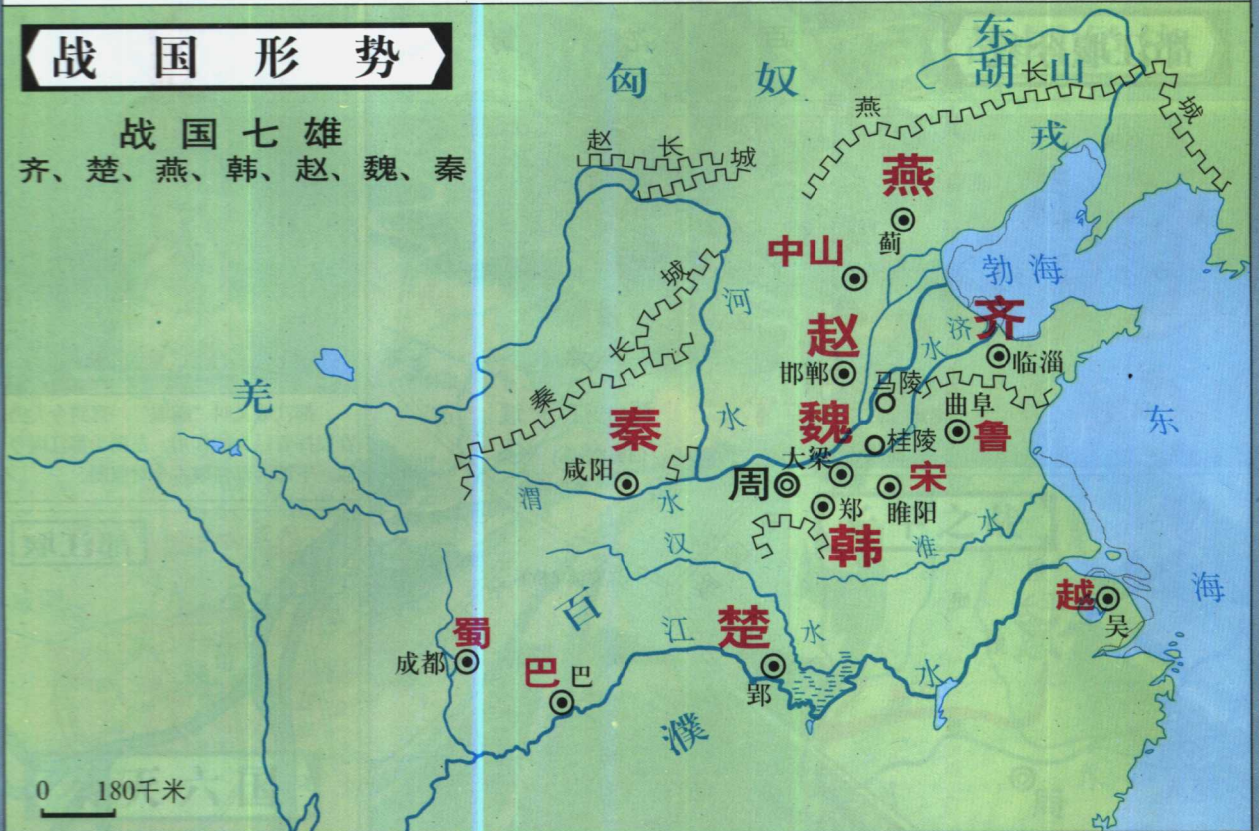 战国形势
战国七雄
齐、楚、燕、韩、赵、魏、秦
匈奴
东胡
山戎
燕长城
赵长城
燕
蓟
中山
勃海
齐
临淄
济水
赵
邯郸
马陵
曲阜
鲁
魏
桂陵
大梁
宋
睢阳
周
郑
韩
秦长城
河水
羌
秦
咸阳
渭水
汉水
淮
水
东海
越
吴
百濮
江水
楚
郢
蜀
成都
巴
巴
0 180千米